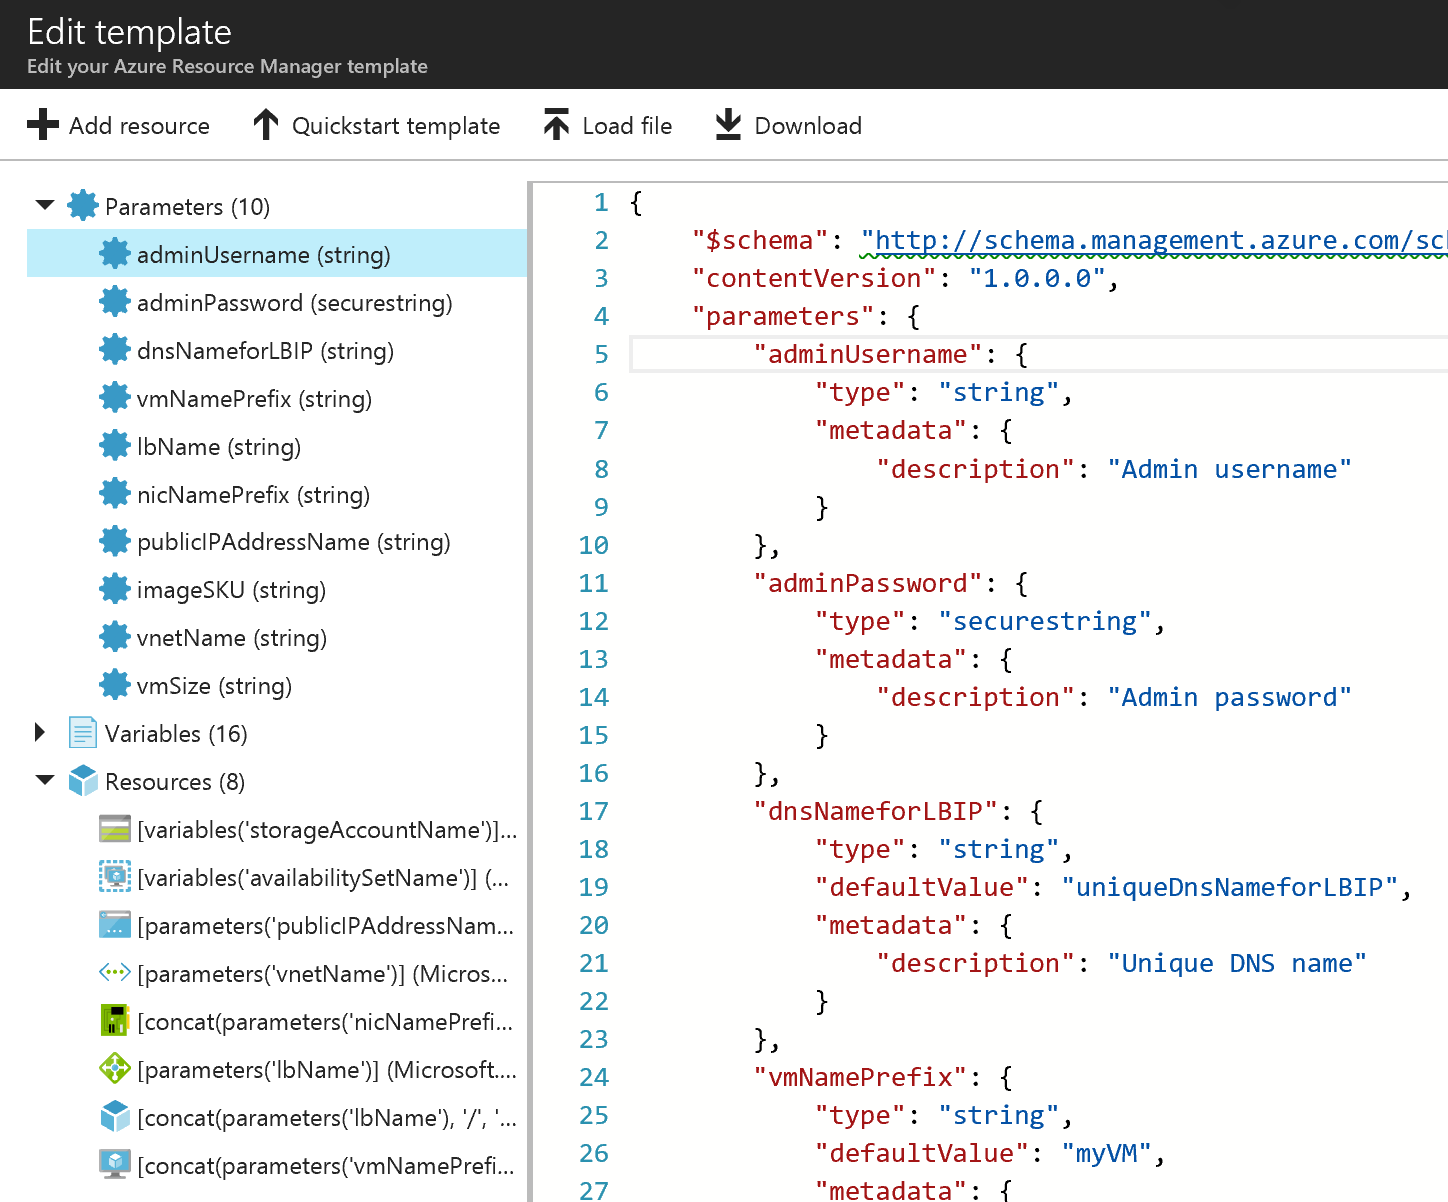 Edit template
Edit your Azure Resource Manager template
Add resource
Quickstart template
Load file
Download
Parameters (10)
adminUsername (string)
adminPassword (securestring)
dnsNameforLBIP (string)
vmNamePrefix (string)
lbName (string)
nicNamePrefix (string)
publicIPAddressName (string)
imageSKU (string)
vnetName (string)
vmSize (string)
Variables (16)
Resources (8)
[variables('storageAccountName')]...
[variables('availabilitySetName')] (...
[parameters('publicIPAddressNam...
[parameters('vnetName')] (Micros...
[concat(parameters('nicNamePrefi...
[parameters('lbName')] (Microsoft....
[concat(parameters('lbName'), '/', '...
[concat(parameters('vmNamePrefi...
1 {
2 "$schema": "http://schema.management.azure.com/sch
3 "contentVersion": "1.0.0.0",
4 "parameters": {
5 "adminUsername": {
6 "type": "string",
7 "metadata": {
8 "description": "Admin username"
9 }
10 },
11 "adminPassword": {
12 "type": "securestring",
13 "metadata": {
14 "description": "Admin password"
15 }
16 },
17 "dnsNameforLBIP": {
18 "type": "string",
19 "defaultValue": "uniqueDnsNameforLBIP",
20 "metadata": {
21 "description": "Unique DNS name"
22 }
23 },
24 "vmNamePrefix": {
25 "type": "string",
26 "defaultValue": "myVM",
27 "metadata": {